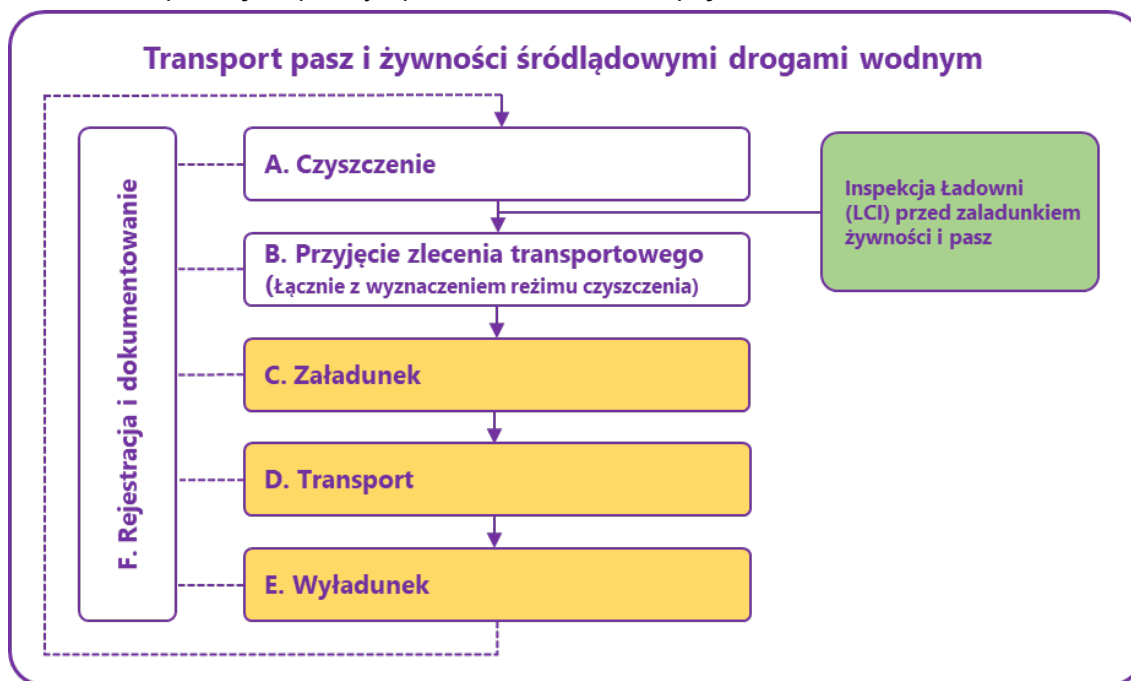 Transport pasz i żywności śródlądowymi drogami wodnym
A. Czyszczenie
Inspekcja Ładowni
(LCI) przed zaladunkiem
żywności i pasz
B. Przyjęcie zlecenia transportowego
(Łącznie z wyznaczeniem reżimu czyszczenia)
C. Załadunek
D. Transport
E. Wyładunek
F. Rejestracja i dokumentowanie